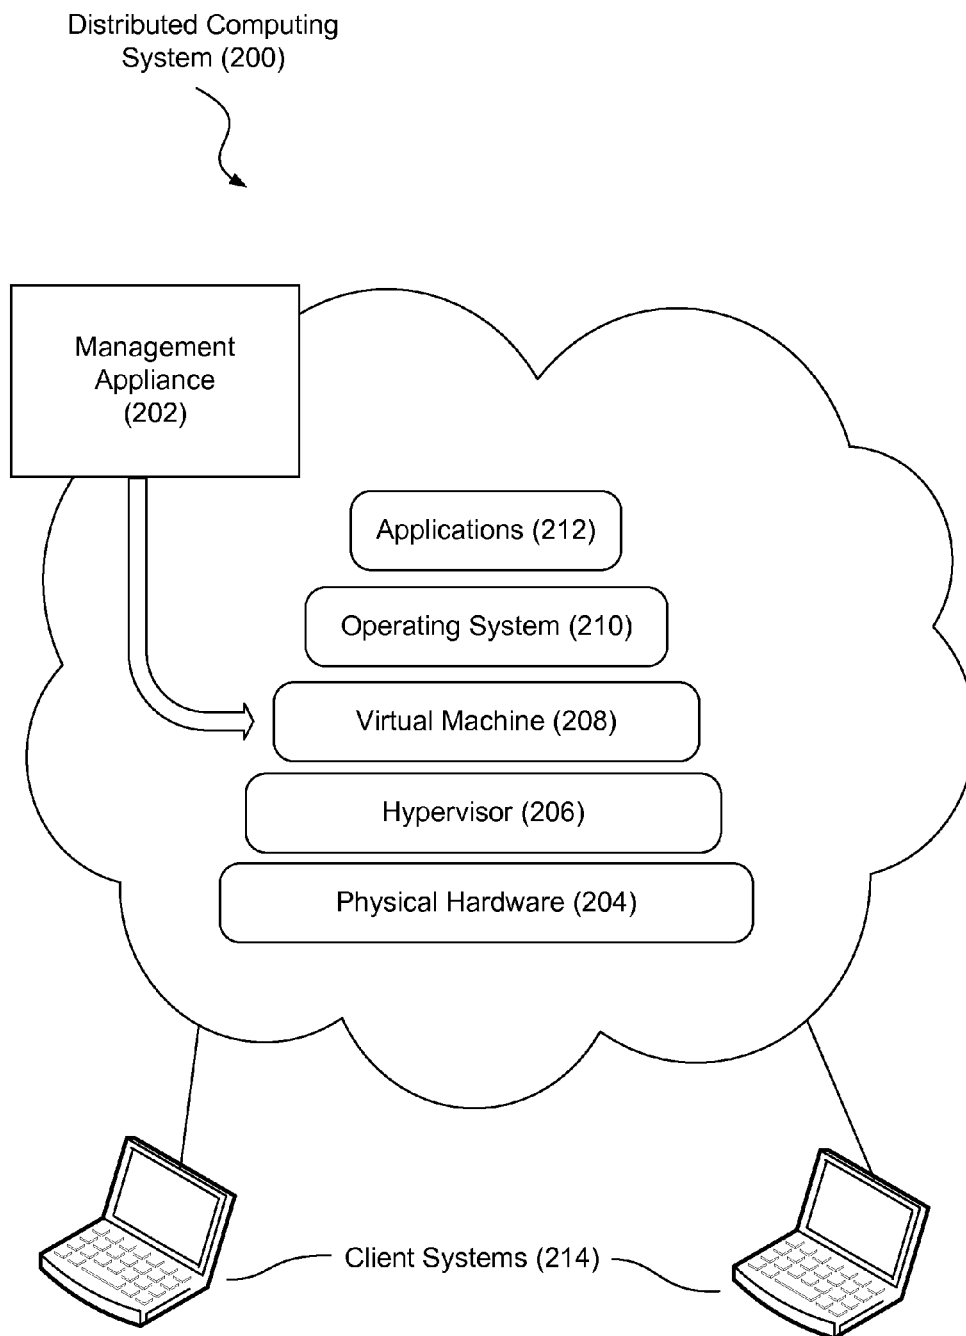 Distributed Computing
System (200)
Management
Appliance
(202)
Applications (212)
Operating System (210)
Virtual Machine (208)
Hypervisor (206)
Physical Hardware (204)
Client Systems (214)